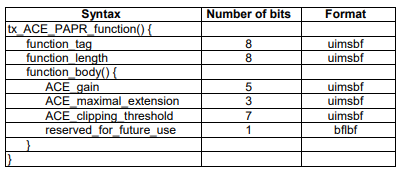 Syntax Number of bits Format
tx_ACE_PAPR_function() {
function_tag 8 uimsbf
function_length 8 uimsbf
function_body() {
ACE_gain 5 uimsbf
ACE_maximal_extension 3 uimsbf
ACE_clipping_threshold 7 uimsbf
reserved_for_future_use 1 bflbf
}
}